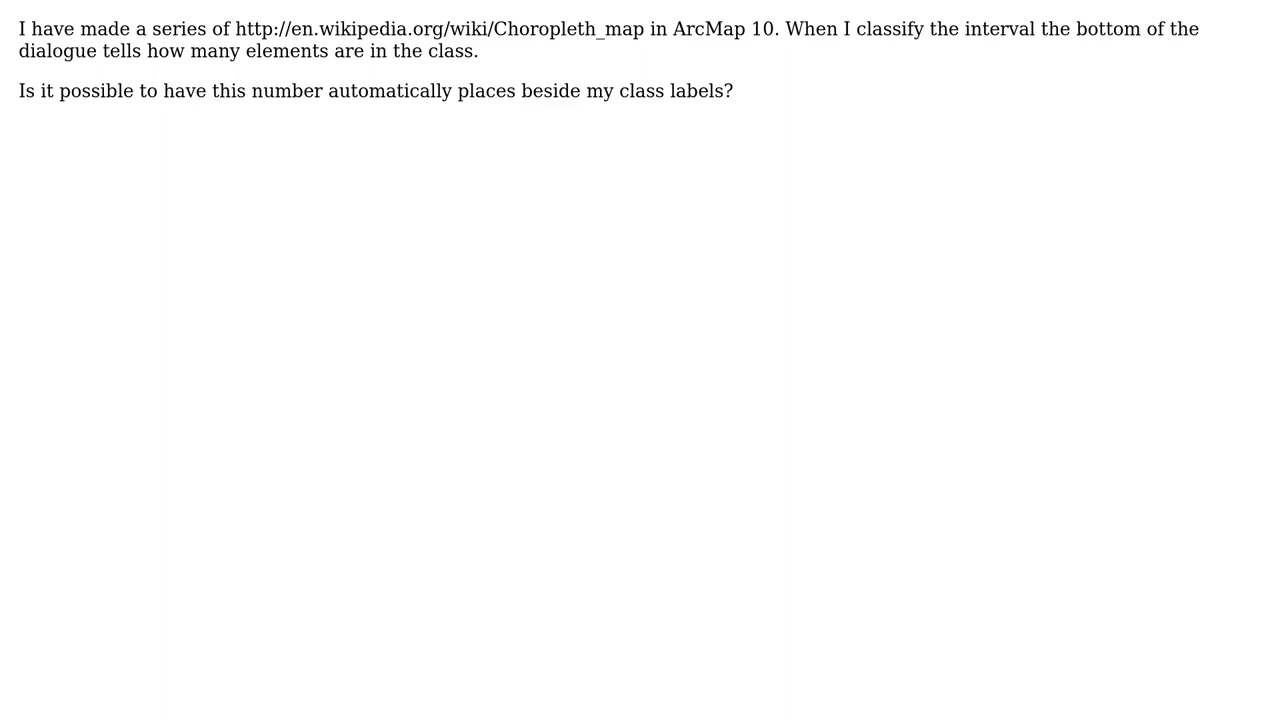 I have made a series of http://en.wikipedia.org/wiki/Choropleth_map in ArcMap 10. When I classify the interval the bottom of the
dialogue tells how many elements are in the class.
Is it possible to have this number automatically places beside my class labels?